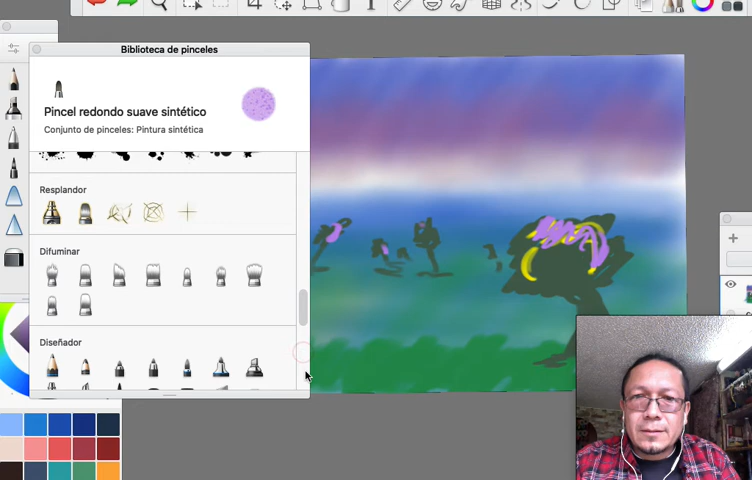 Biblioteca de pinceles
Pincel redondo suave sintético
Conjunto de pinceles: Pintura sintética
Resplandor
Difuminar
Diseñador